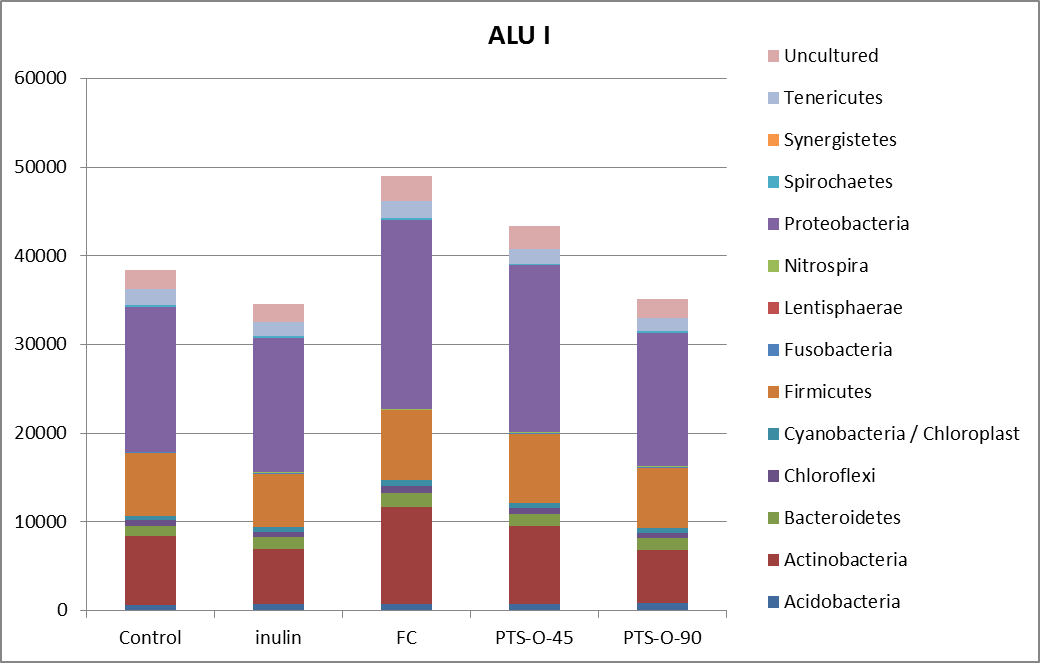 ALU I
60000
50000
40000
30000
20000
10000
0
Control inulin FC PTS-O-45 PTS-O-90
Uncultured
Tenericutes
Synergistetes
Spirochaetes
Proteobacteria
Nitrospira
Lentisphaerae
Fusobacteria
Firmicutes
Cyanobacteria / Chloroplast
Chloroflexi
Bacteroidetes
Actinobacteria
Acidobacteria